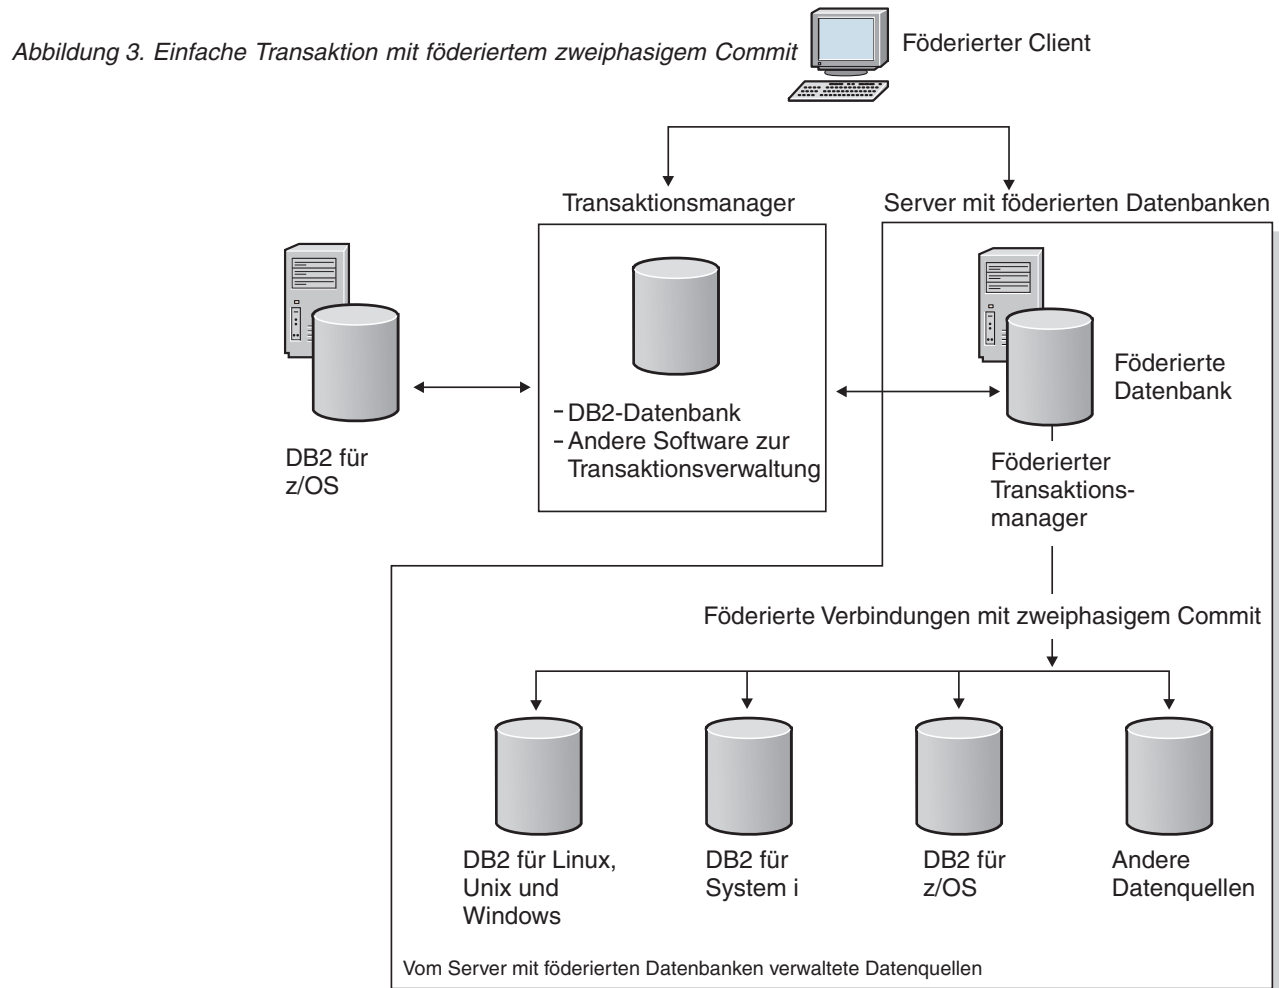 Abbildung 3. Einfache Transaktion mit föderiertem zweiphasigem Commit
Föderierter Client
Transaktionsmanager
Server mit föderierten Datenbanken
DB2 für
z/OS
-DB2-Datenbank
-Andere Software zur
Transaktionsverwaltung
Föderierte
Datenbank
Föderierter
Transaktions-
manager
Föderierte Verbindungen mit zweiphasigem Commit
DB2 für Linux,
Unix und
Windows
DB2 für
System i
DB2 für
z/OS
Andere
Datenquellen
Vom Server mit föderierten Datenbanken verwaltete Datenquellen